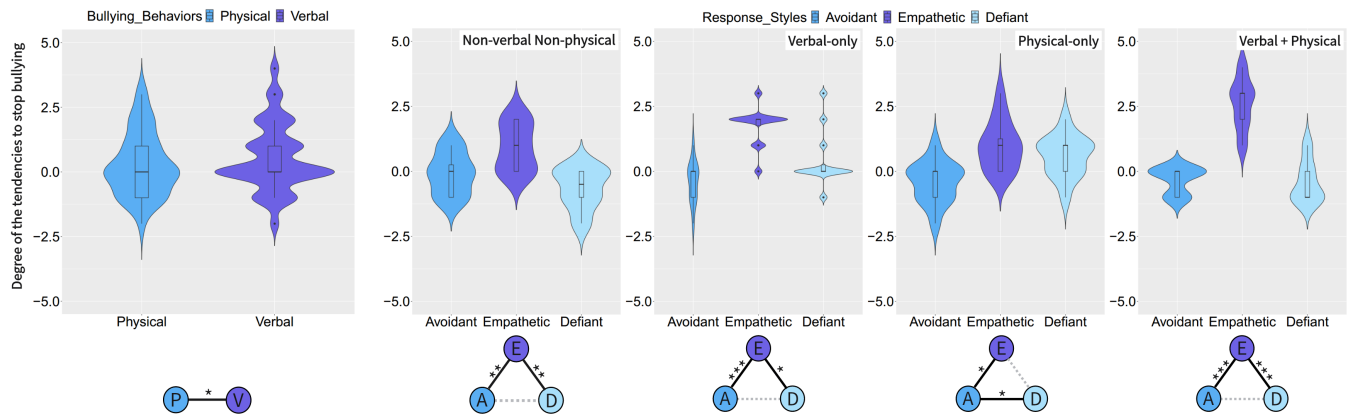 Bullying_Behaviors Physical Verbal
Response_Styles Avoidant Empathetic Defiant
Degree of the tendencies to stop bullying
5.0
2.5
0.0
−2.5
−5.0
Physical Verbal
Non-verbal Non-physical
5.0
2.5
0.0
−2.5
−5.0
Avoidant Empathetic Defiant
Verbal-only
5.0
2.5
0.0
−2.5
−5.0
Avoidant Empathetic Defiant
Physical-only
5.0
2.5
0.0
−2.5
−5.0
Avoidant Empathetic Defiant
Verbal + Physical
5.0
2.5
0.0
−2.5
−5.0
Avoidant Empathetic Defiant
P * V
E
** **
A D
E
*** *
A D
E
*
A * D
E
*** ***
A D